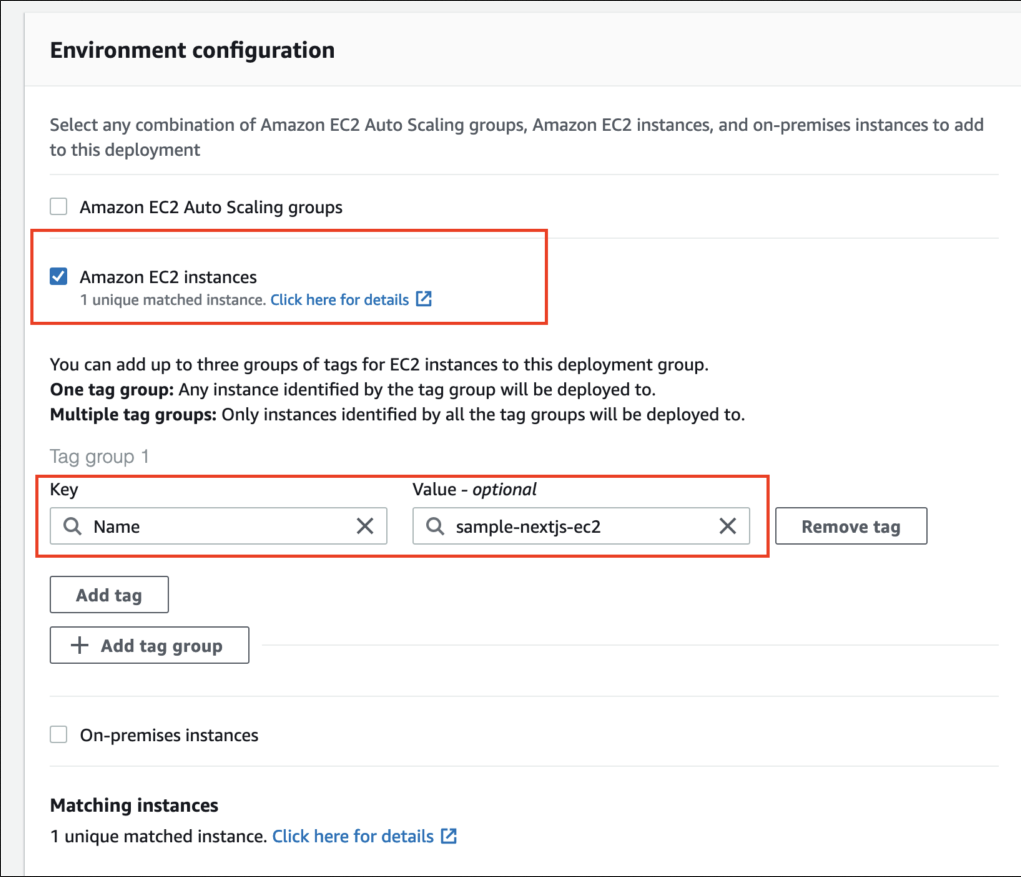 Environment configuration
Select any combination of Amazon EC2 Auto Scaling groups, Amazon EC2 instances, and on-premises instances to add
to this deployment
Amazon EC2 Auto Scaling groups
Amazon EC2 instances
1 unique matched instance. Click here for details
You can add up to three groups of tags for EC2 instances to this deployment group.
One tag group: Any instance identified by the tag group will be deployed to.
Multiple tag groups: Only instances identified by all the tag groups will be deployed to.
Tag group 1
Key Value - optional
Name sample-nextjs-ec2 Remove tag
Add tag
Add tag group
On-premises instances
Matching instances
1 unique matched instance. Click here for details